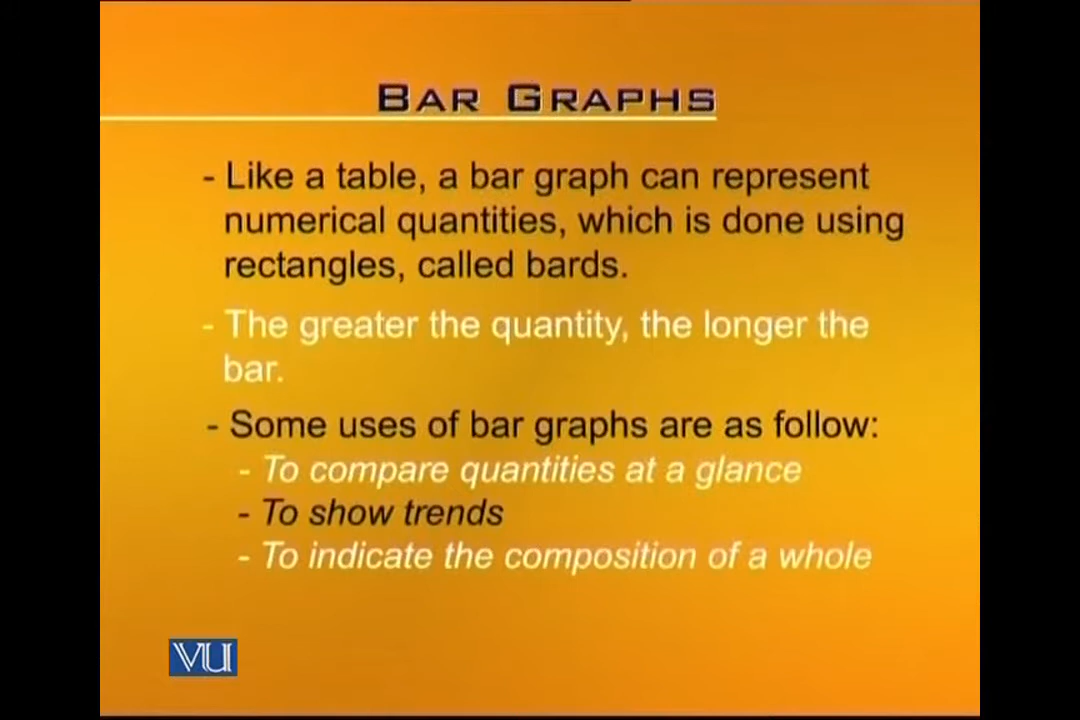 BAR GRAPHS
- Like a table, a bar graph can represent
numerical quantities, which is done using
rectangles, called bards.
- The greater the quantity, the longer the
bar.
- Some uses of bar graphs are as follow:
- To compare quantities at a glance
- To show trends
- To indicate the composition of a whole
VU